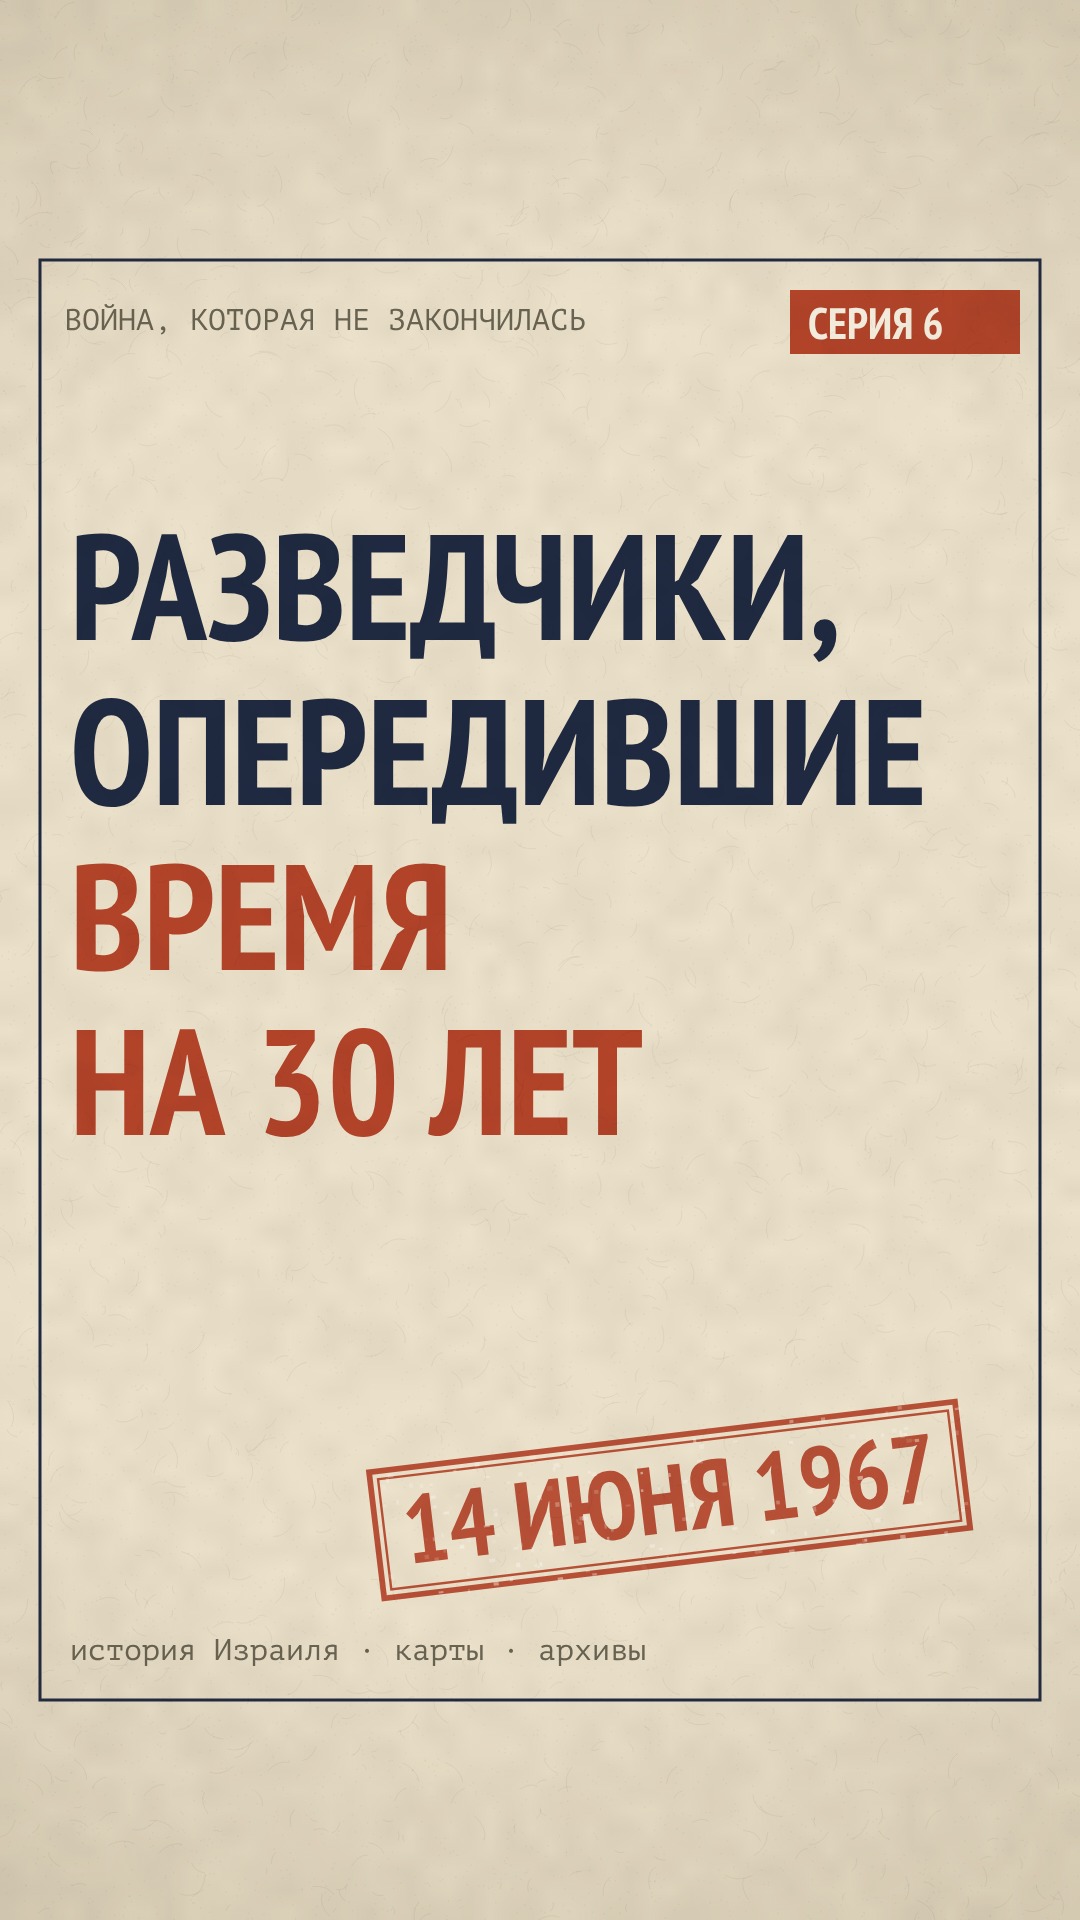 ВОЙНА, КОТОРАЯ НЕ ЗАКОНЧИЛАСЬ
СЕРИЯ 6
РАЗВЕДЧИКИ,
ОПЕРЕДИВШИЕ
ВРЕМЯ
НА 30 ЛЕТ
14 ИЮНЯ 1967
история Израиля · карты · архивы